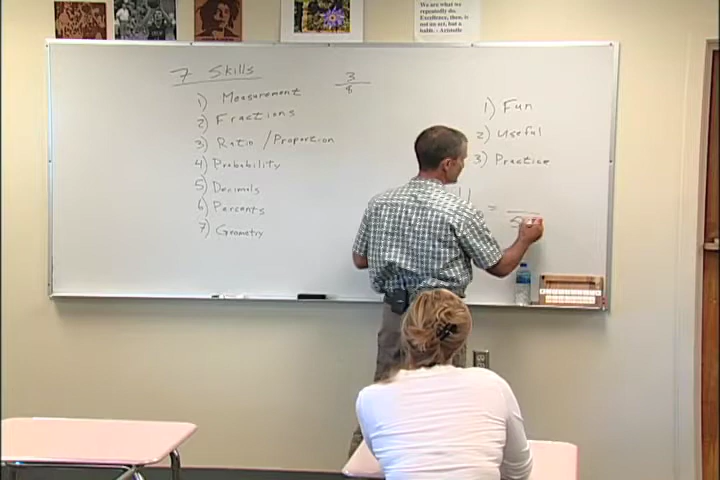 we are what we
repeatedly do.
Excellence, then, is
not an act, but a
habit. - Aristotle
7 Skills
1) Measurement
2) Fractions
3) Ratio / Proportion
4) Probability
5) Decimals
6) Percents
7) Geometry
3
8
1) Fun
2) Useful
3) Practice
=